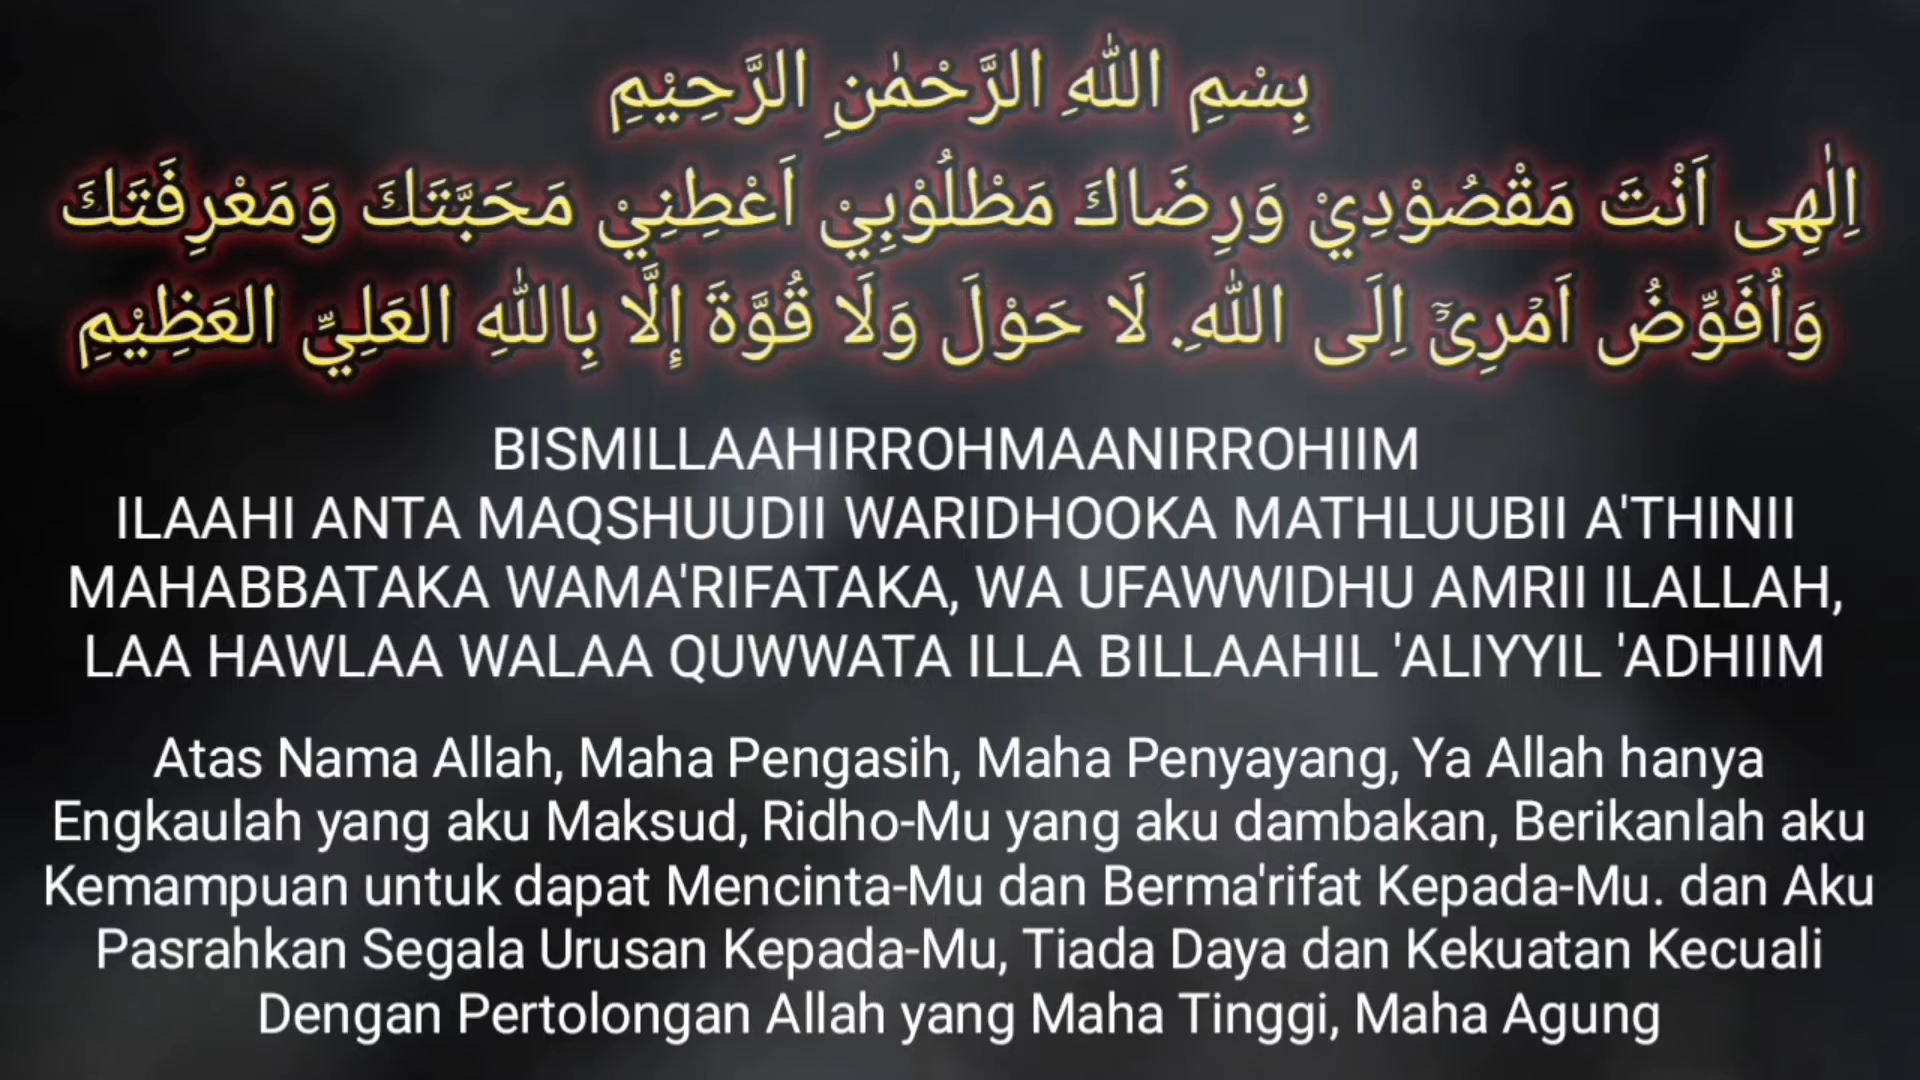 بِسْمِ اللّٰهِ الرَّحْمٰنِ الرَّحِيْمِ
اِلٰهِى اَنْتَ مَقْصُوْدِيْ وَرِضَاكَ مَطْلُوْبِيْ اَعْطِنِيْ مَحَبَّتَكَ وَمَعْرِفَتَكَ
وَاُفَوِّضُ اَمْرِىْٓ اِلَى اللّٰهِ. لَا حَوْلَ وَلَا قُوَّةَ إِلَّا بِاللّٰهِ العَلِيِّ العَظِيْمِ
BISMILLAAHIRROHMAANIRROHIIM
ILAAHI ANTA MAQSHUUDII WARIDHOOKA MATHLUUBII A'THINII
MAHABBATAKA WAMA'RIFATAKA, WA UFAWWIDHU AMRII ILALLAH,
LAA HAWLAA WALAA QUWWATA ILLA BILLAAHIL 'ALIYYIL 'ADHIIM
Atas Nama Allah, Maha Pengasih, Maha Penyayang, Ya Allah hanya
Engkaulah yang aku Maksud, Ridho-Mu yang aku dambakan, Berikanlah aku
Kemampuan untuk dapat Mencinta-Mu dan Berma'rifat Kepada-Mu. dan Aku
Pasrahkan Segala Urusan Kepada-Mu, Tiada Daya dan Kekuatan Kecuali
Dengan Pertolongan Allah yang Maha Tinggi, Maha Agung